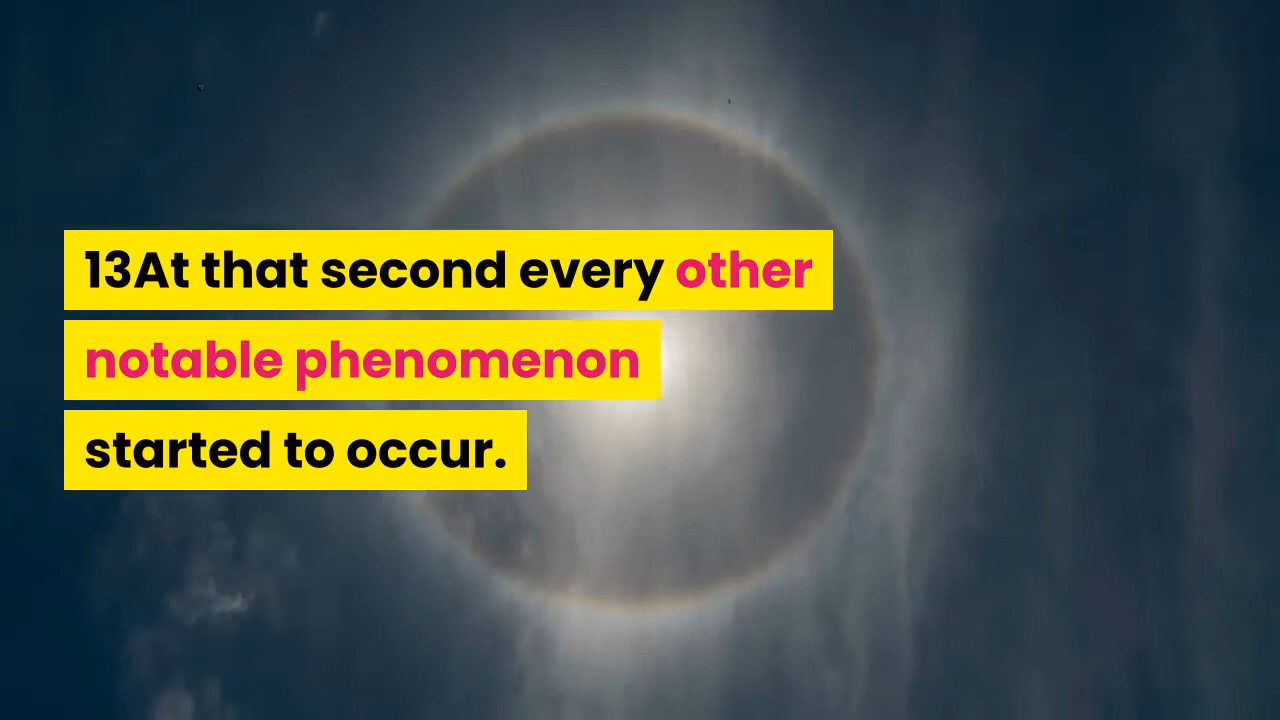 13At that second every other
notable phenomenon
started to occur.